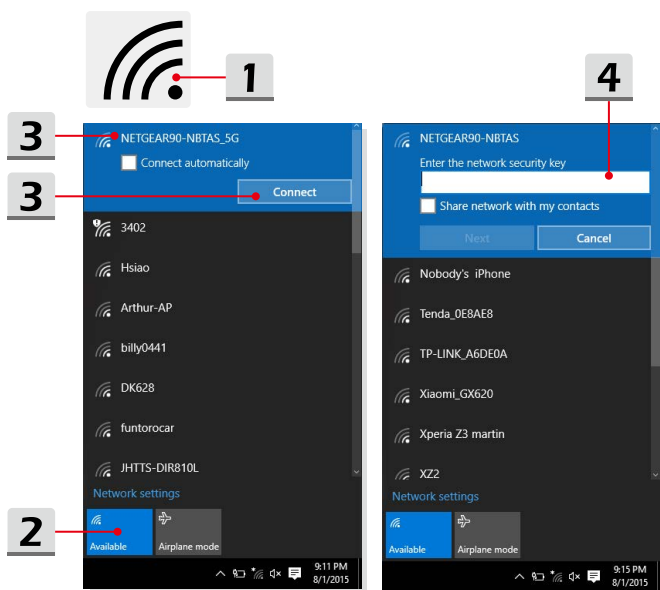 1
3
NETGEAR90-NBTAS_5G
Connect automatically
3
Connect
3402
Hsiao
Arthur-AP
billy0441
DK628
funtorocar
JHTTS-DIR810L
Network settings
2
Available
Airplane mode
9:11 PM
8/1/2015
4
NETGEAR90-NBTAS
Enter the network security key
Share network with my contacts
Next
Cancel
Nobody's iPhone
Tenda_0E8AE8
TP-LINK_A6DE0A
Xiaomi_GX620
Xperia Z3 martin
XZ2
Network settings
Available
Airplane mode
9:15 PM
8/1/2015